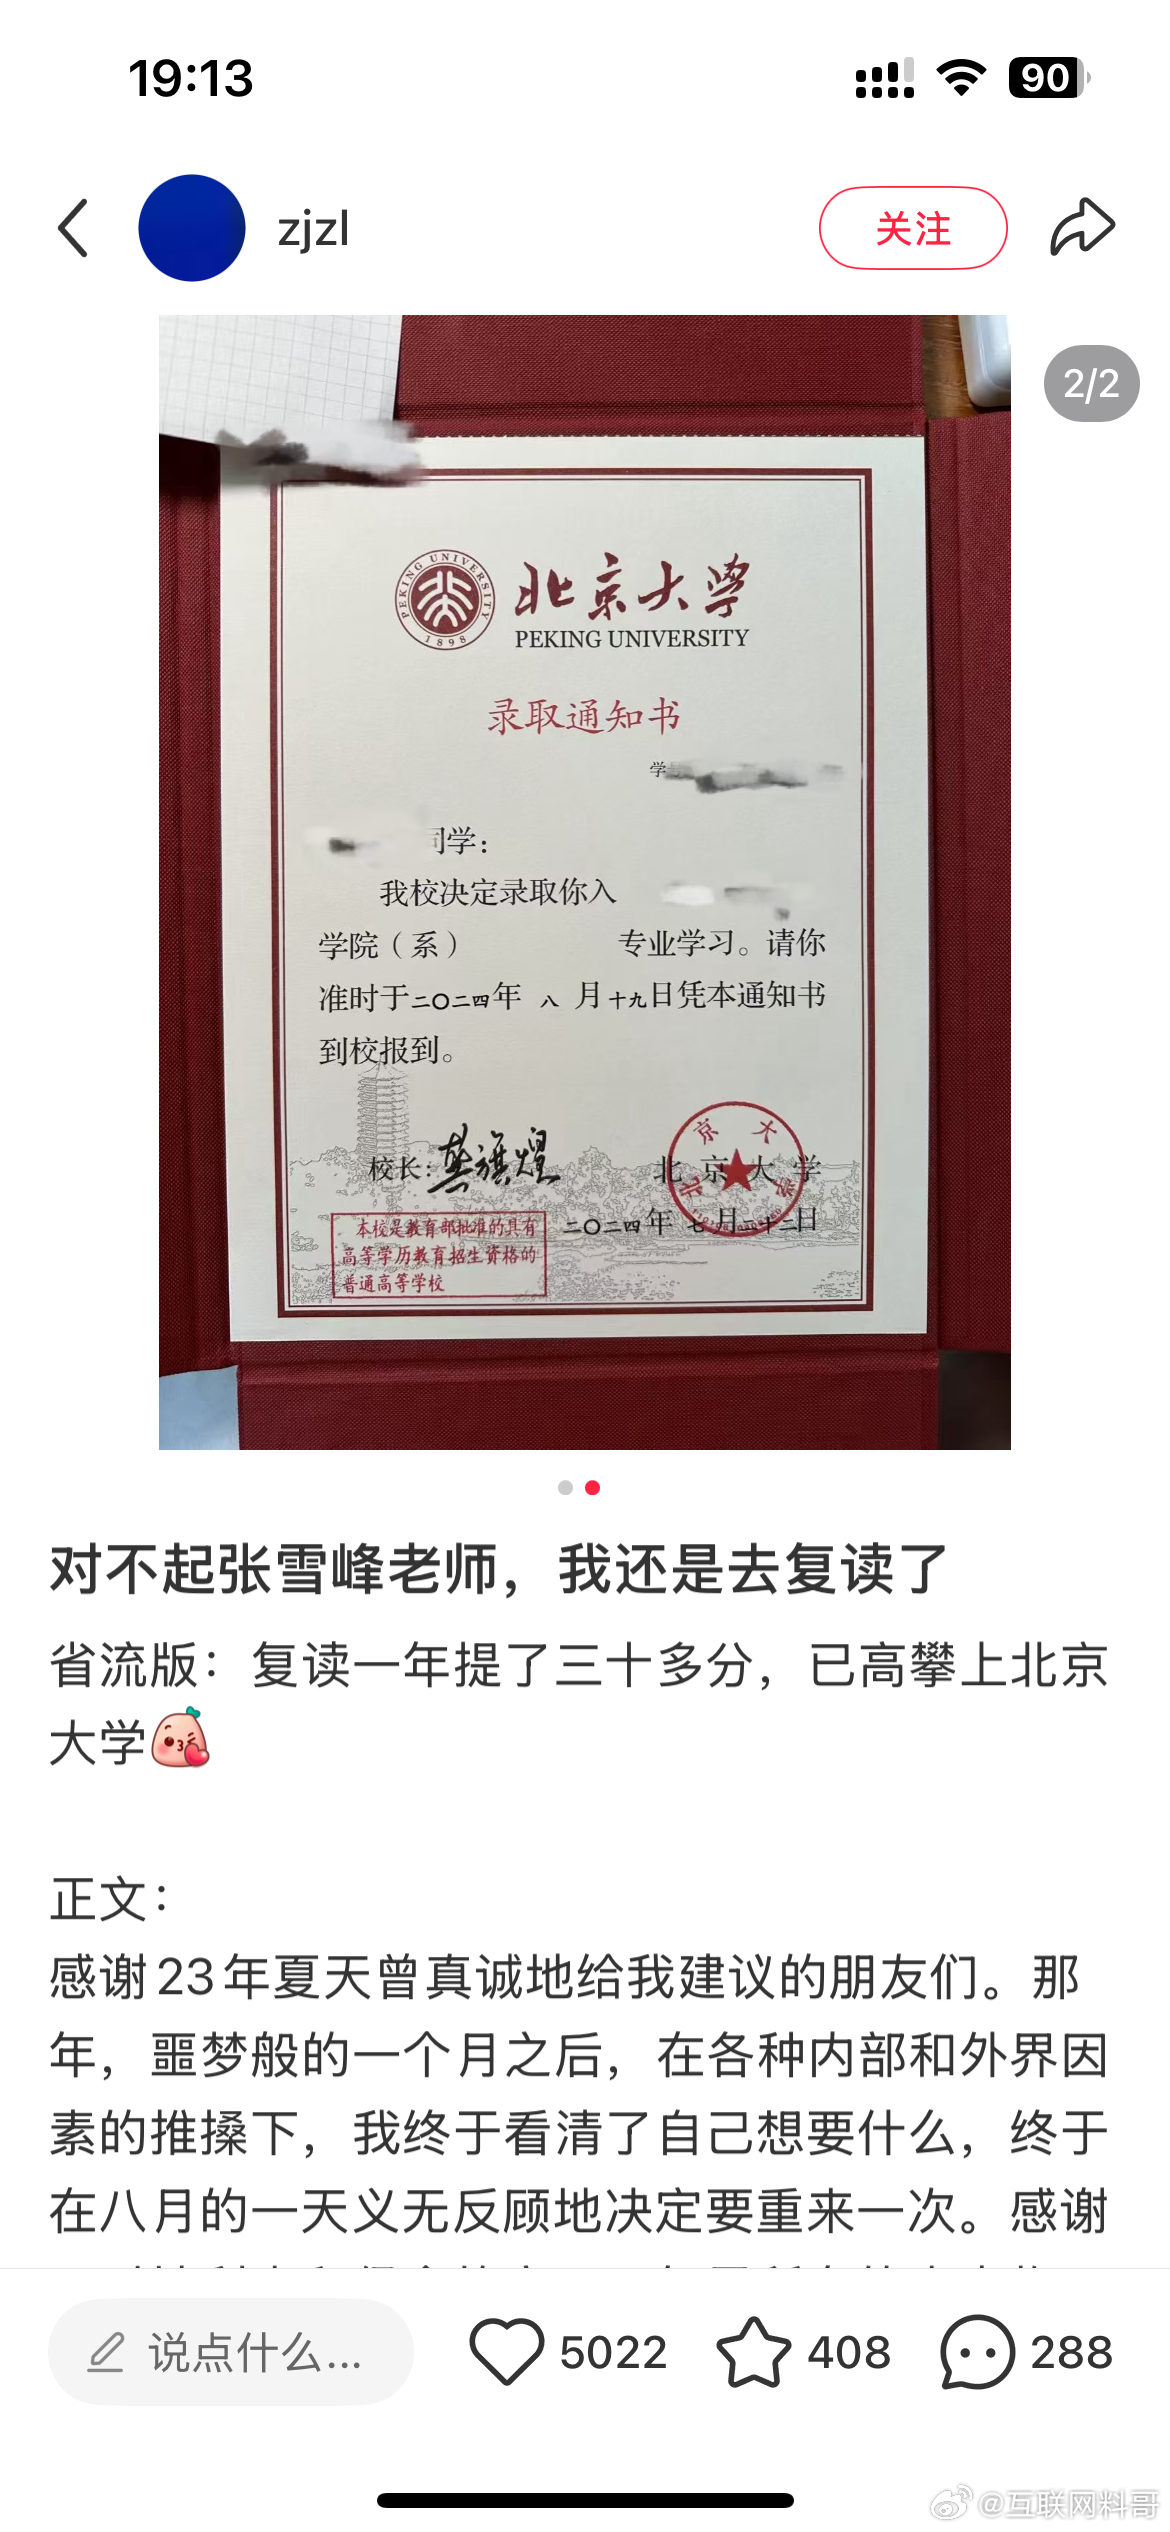 19:13
90
zjzl
关注
2/2
PEKING UNIVERSITY
1898
北京大学
PEKING UNIVERSITY
录取通知书
学
同学：
我校决定录取你入
学院（系） 专业学习。请你
准时于二〇二四年 八 月十九日凭本通知书
到校报到。
校长：龚旗煌
北京大学
北京大学
二〇二四年 七月二十二日
本校是教育部批准的具有
高等学历教育招生资格的
普通高等学校
对不起张雪峰老师，我还是去复读了
省流版：复读一年提了三十多分，已高攀上北京
大学
正文：
感谢23年夏天曾真诚地给我建议的朋友们。那
年，噩梦般的一个月之后，在各种内部和外界因
素的推搡下，我终于看清了自己想要什么，终于
在八月的一天义无反顾地决定要重来一次。感谢
说点什么...
5022
408
288
@互联网料哥